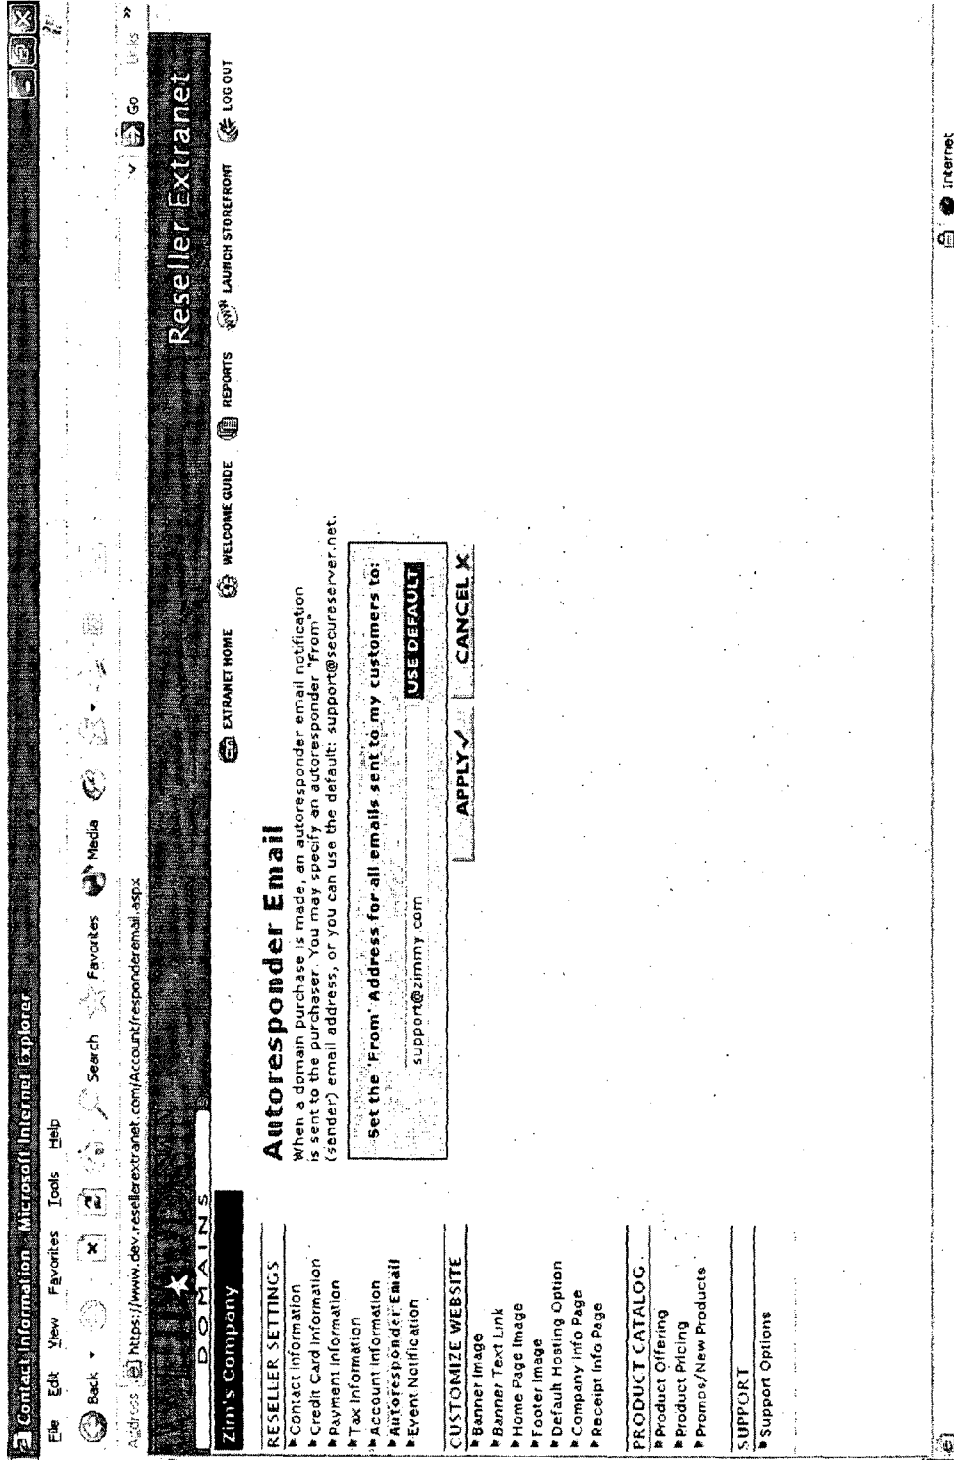 Contact Information - Microsoft Internet Explorer
File Edit View Favorites Tools Help
Back Search Favorites Media
Address https://www.dev.resellerextranet.com/Account/fresponderemail.aspx Go Links »
DOMAINS
Reseller Extranet
Zim's Company
EXTRANET HOME WELCOME GUIDE REPORTS WWW LAUNCH STOREFRONT LOG OUT
RESELLER SETTINGS
Contact Information
Credit Card Information
Payment Information
Tax Information
Account Information
Autoresponder Email
Event Notification
CUSTOMIZE WEBSITE
Banner Image
Banner Text Link
Home Page Image
Footer Image
Default Hosting Option
Company Info Page
Receipt Info Page
PRODUCT CATALOG
Product Offering
Product Pricing
Promos/New Products
SUPPORT
Support Options
Autoresponder Email
When a domain purchase is made, an autoresponder email notification
is sent to the purchaser. You may specify an autoresponder "From"
(sender) email address, or you can use the default: support@secureserver.net.
Set the 'From' Address for all emails sent to my customers to:
support@zimmy.com USE DEFAULT
APPLY✓ CANCEL X
Internet